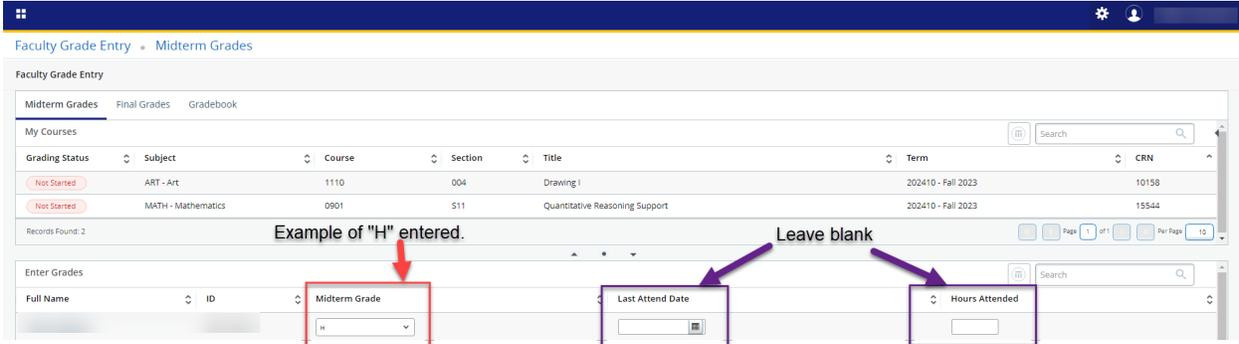 Faculty Grade Entry • Midterm Grades
Faculty Grade Entry
Midterm Grades Final Grades Gradebook
My Courses Search
Grading Status Subject Course Section Title Term CRN
Not Started ART - Art 1110 004 Drawing I 202410 - Fall 2023 10158
Not Started MATH - Mathematics 0901 S11 Quantitative Reasoning Support 202410 - Fall 2023 15544
Records Found: 2 Page 1 of 1 Per Page 10
Example of "H" entered. Leave blank
Enter Grades Search
Full Name ID Midterm Grade Last Attend Date Hours Attended
H